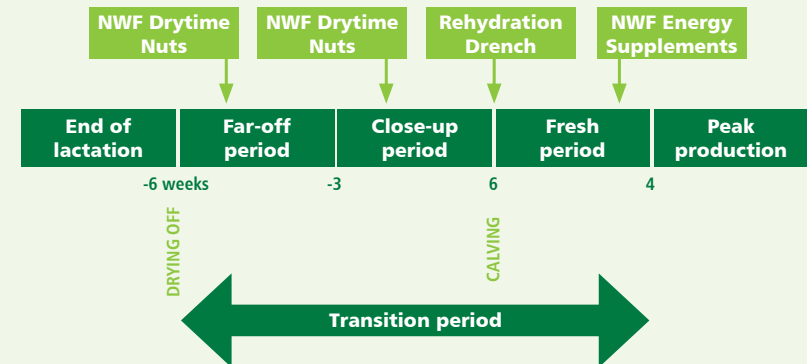 NWF Drytime
Nuts
NWF Drytime
Nuts
Rehydration
Drench
NWF Energy
Supplements
End of
lactation
Far-off
period
Close-up
period
Fresh
period
Peak
production
-6 weeks
-3
6
4
DRYING OFF
CALVING
Transition period